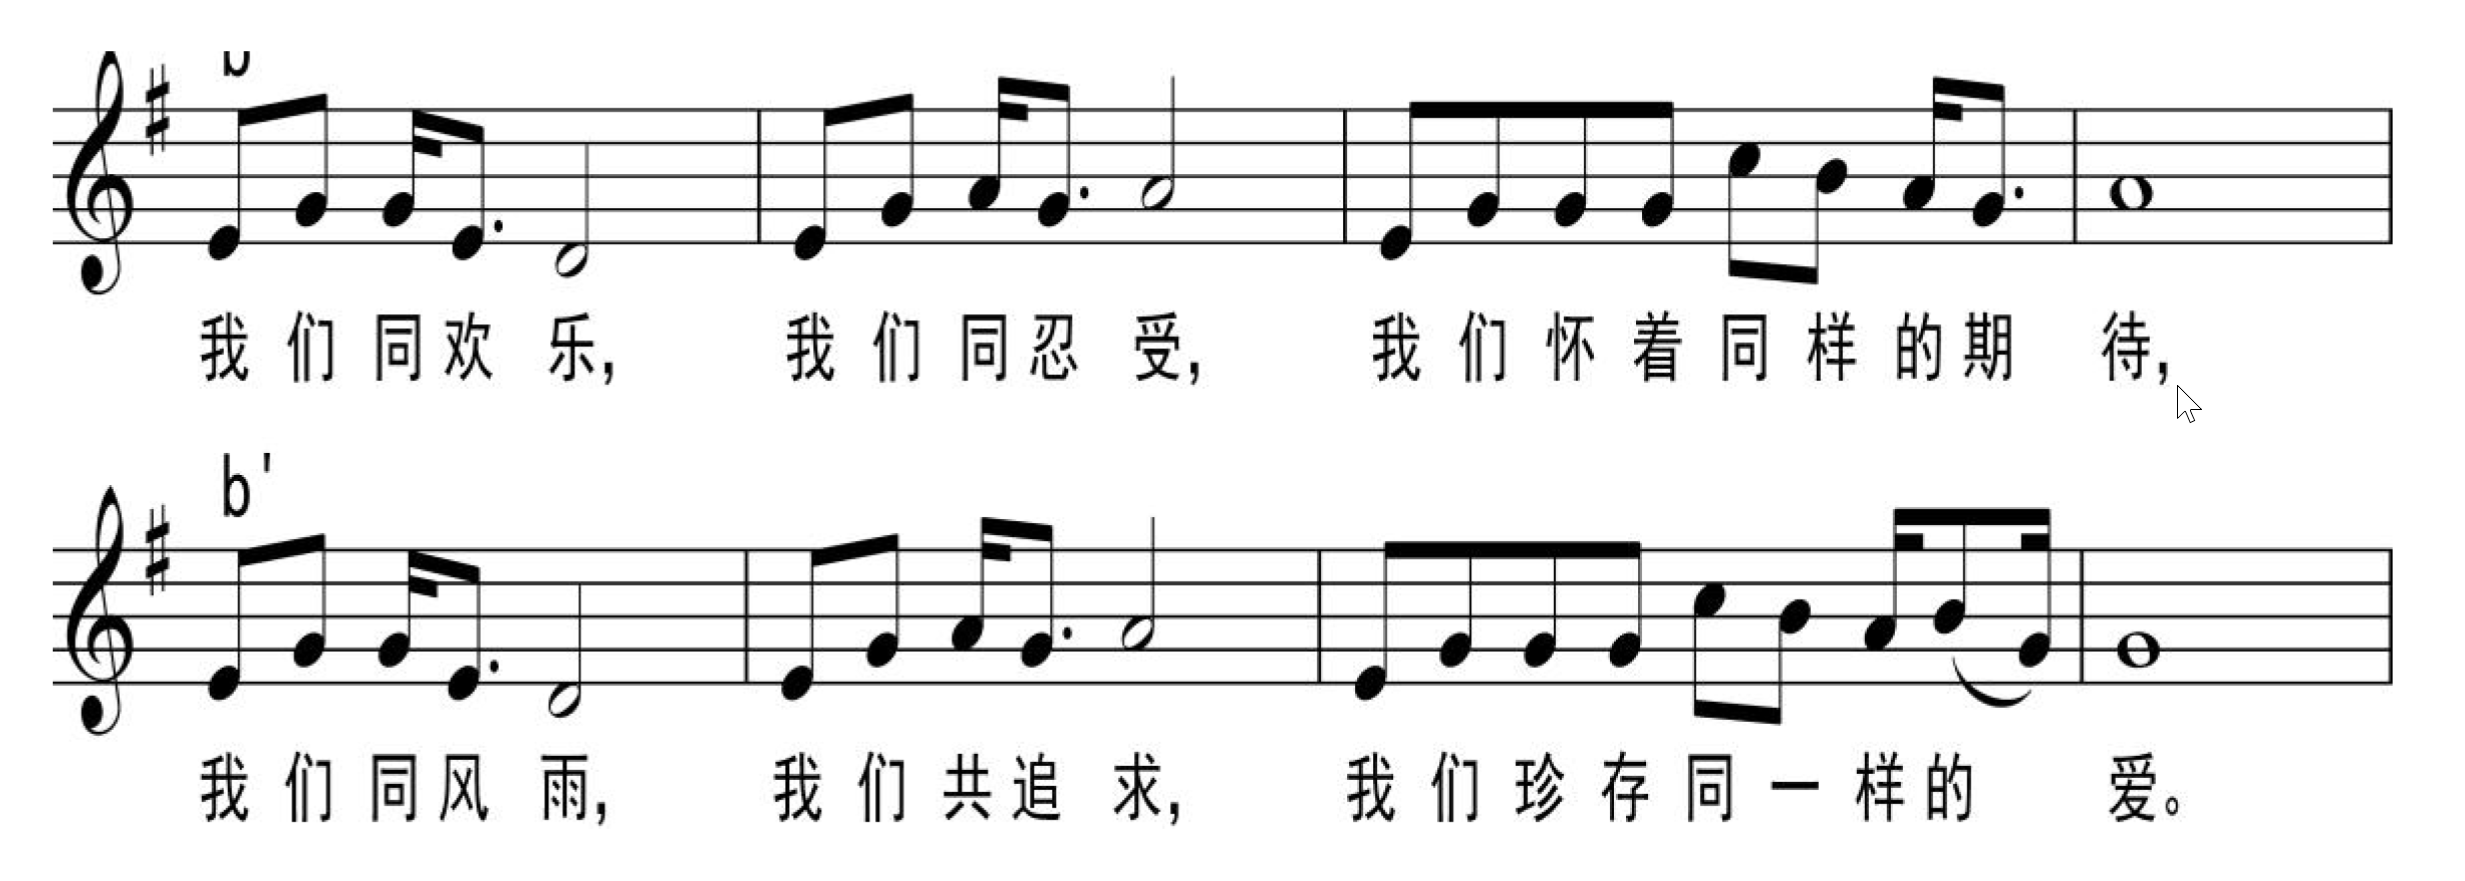 b
我们同欢乐，我们同忍受，我们怀着同样的期待，
b'
我们同风雨，我们共追求，我们珍存同一样的爱。